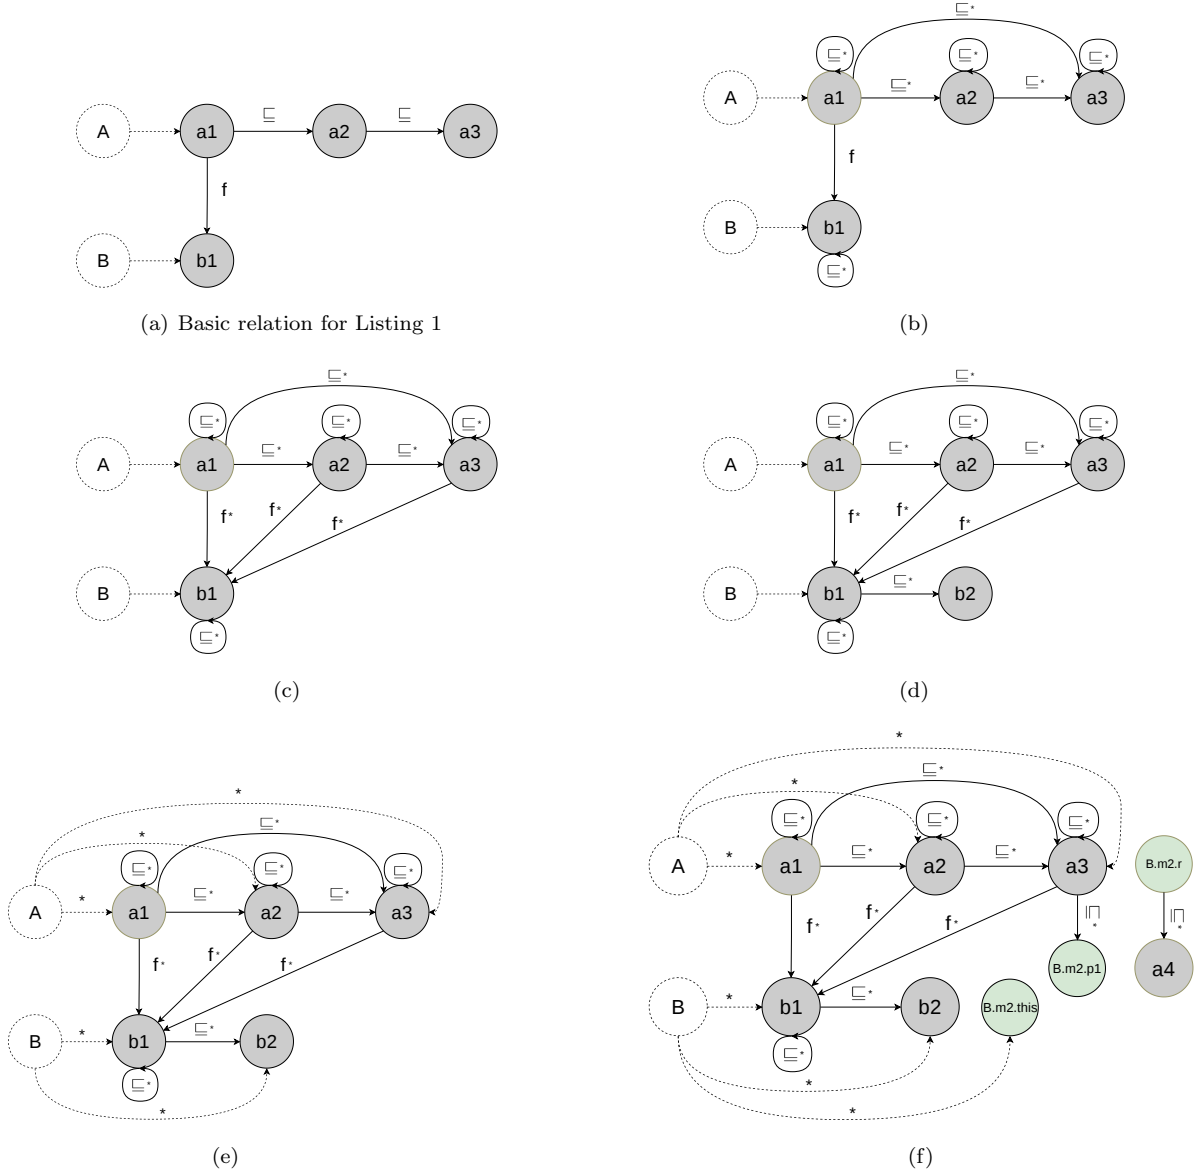 A a1 ⊑ a2 ⊑ a3
f
B b1
(a) Basic relation for Listing 1
⊑*
⊑* ⊑* ⊑*
A a1 ⊑* a2 ⊑* a3
f
B b1
⊑*
(b)
⊑*
⊑* ⊑* ⊑*
A a1 ⊑* a2 ⊑* a3
f* f* f*
B b1
⊑*
(c)
⊑*
⊑* ⊑* ⊑*
A a1 ⊑* a2 ⊑* a3
f* f* f*
B b1 ⊑* b2
⊑*
(d)
*
* ⊑*
⊑* ⊑* ⊑*
A * a1 ⊑* a2 ⊑* a3
f* f* f*
B * b1 ⊑* b2
⊑*
*
(e)
*
* ⊑*
⊑* ⊑* ⊑*
A * a1 ⊑* a2 ⊑* a3 B.m2.r
f* f* f* ⊑* ⊑*
B.m2.p1 a4
B * b1 ⊑* b2 B.m2.this
⊑*
*
*
(f)